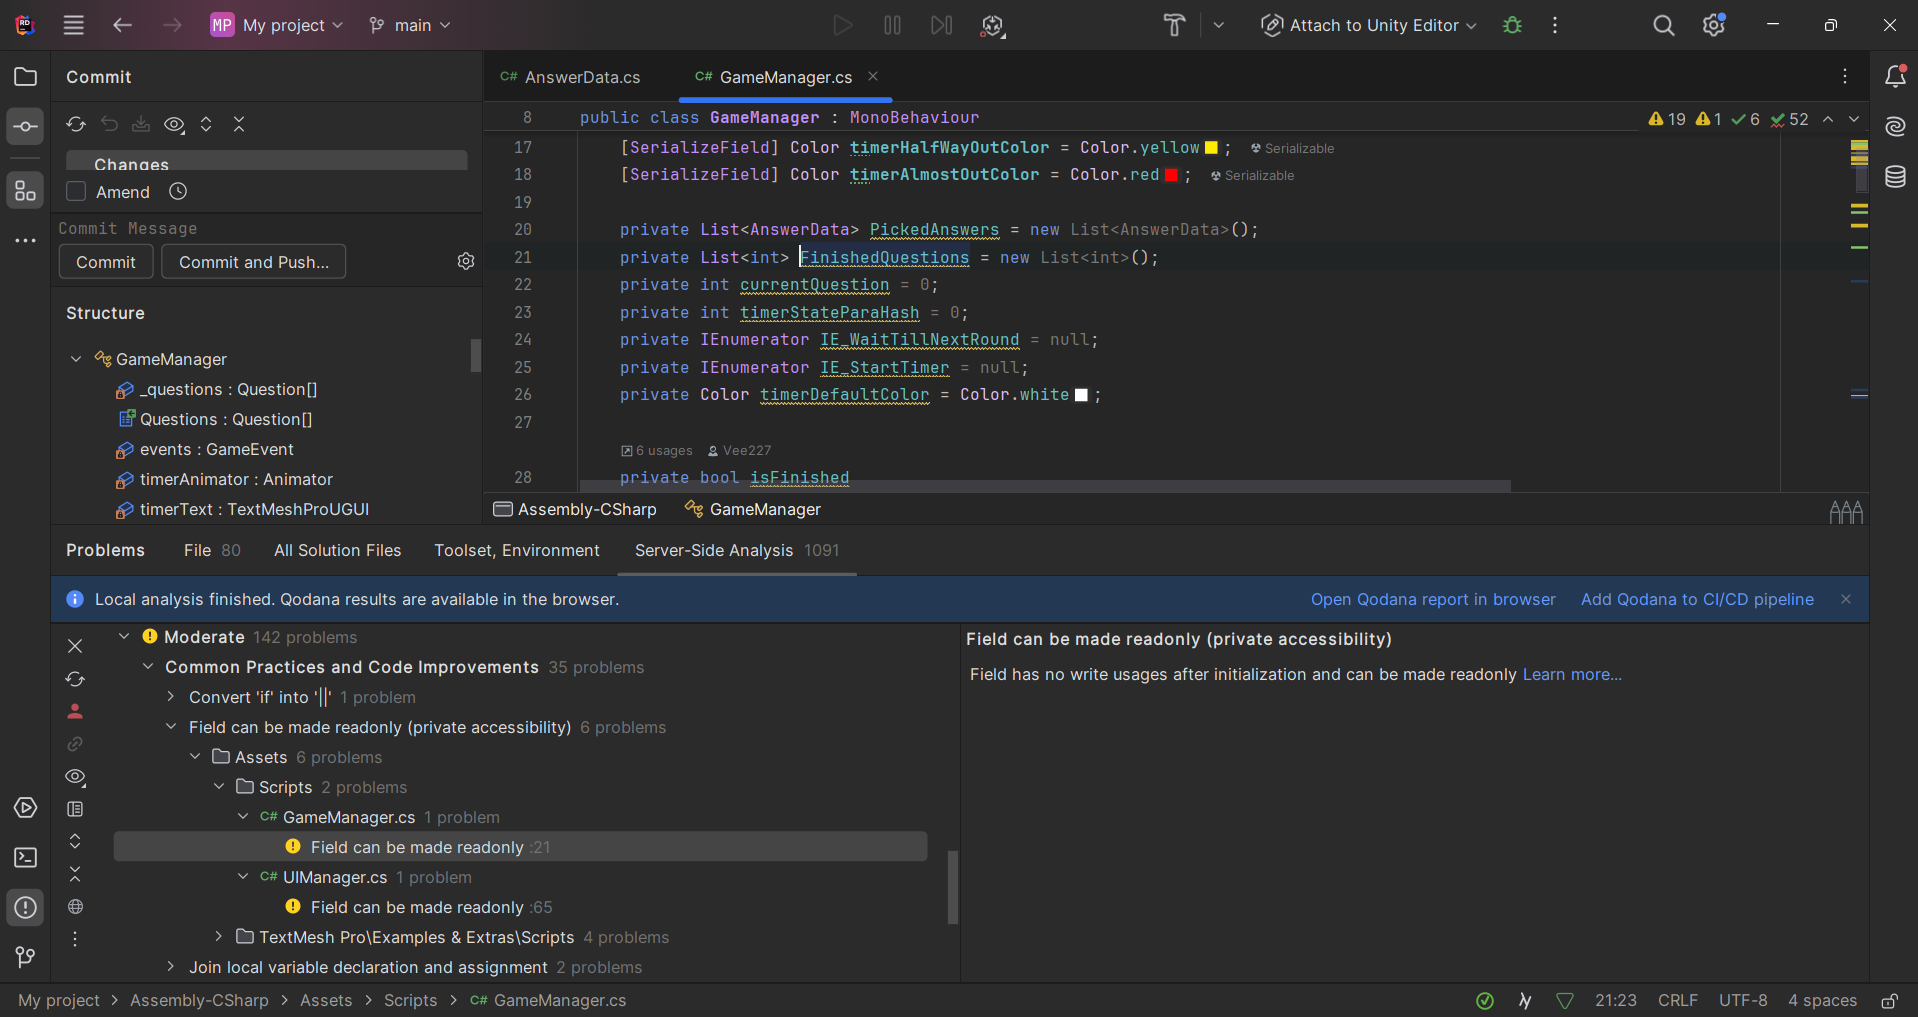 RD MP My project main Attach to Unity Editor
Commit
C# AnswerData.cs C# GameManager.cs
8 public class GameManager : MonoBehaviour 19 1 6 52
Changes
Amend
Commit Message
Commit Commit and Push...
17 [SerializeField] Color timerHalfWayOutColor = Color.yellow ; Serializable
18 [SerializeField] Color timerAlmostOutColor = Color.red ; Serializable
19
20 private List<AnswerData> PickedAnswers = new List<AnswerData>();
21 private List<int> FinishedQuestions = new List<int>();
22 private int currentQuestion = 0;
23 private int timerStateParaHash = 0;
24 private IEnumerator IE_WaitTillNextRound = null;
25 private IEnumerator IE_StartTimer = null;
26 private Color timerDefaultColor = Color.white ;
27
6 usages Vee227
28 private bool isFinished
Structure
GameManager
_questions : Question[]
Questions : Question[]
events : GameEvent
timerAnimator : Animator
timerText : TextMeshProUGUI
Assembly-CSharp GameManager
Problems File 80 All Solution Files Toolset, Environment Server-Side Analysis 1091
Local analysis finished. Qodana results are available in the browser. Open Qodana report in browser Add Qodana to CI/CD pipeline
Moderate 142 problems
Common Practices and Code Improvements 35 problems
Convert 'if' into '||' 1 problem
Field can be made readonly (private accessibility) 6 problems
Assets 6 problems
Scripts 2 problems
C# GameManager.cs 1 problem
Field can be made readonly :21
C# UIManager.cs 1 problem
Field can be made readonly :65
TextMesh Pro\Examples & Extras\Scripts 4 problems
Join local variable declaration and assignment 2 problems
Field can be made readonly (private accessibility)
Field has no write usages after initialization and can be made readonly Learn more...
My project > Assembly-CSharp > Assets > Scripts > C# GameManager.cs 21:23 CRLF UTF-8 4 spaces